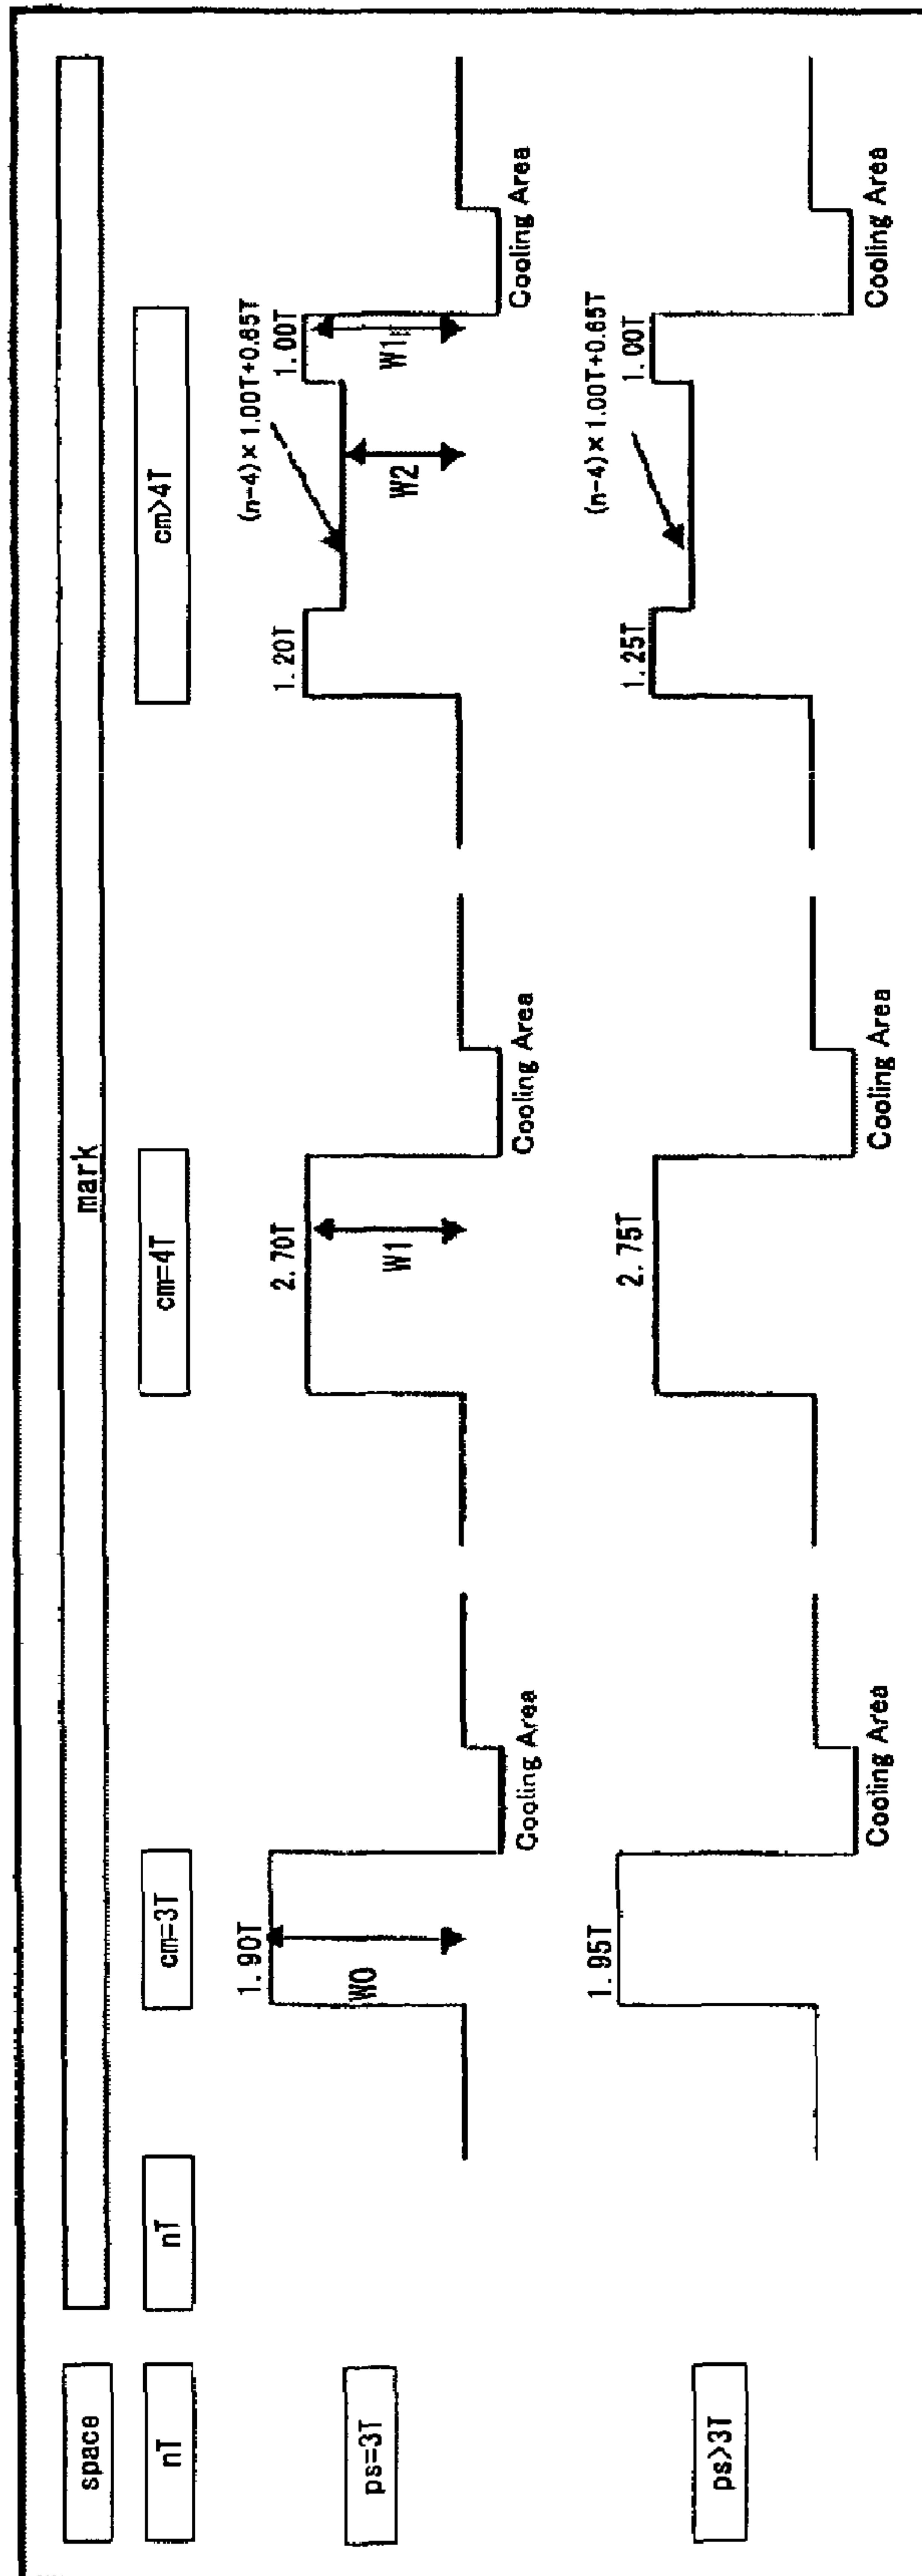 space
mark
nT
nT
cm=3T
cm=4T
cm>4T
ps=3T
1.90T
W0
Cooling Area
2.70T
W1
Cooling Area
1.20T
(n-4)×1.00T+0.65T
1.00T
W2
W1
Cooling Area
ps>3T
1.95T
Cooling Area
2.75T
Cooling Area
1.25T
(n-4)×1.00T+0.65T
1.00T
Cooling Area